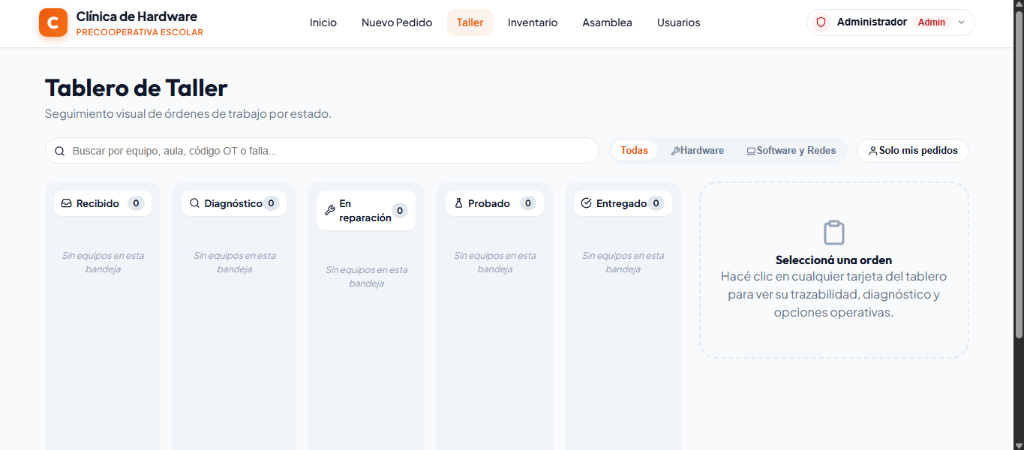 C
Clínica de Hardware
PRECOOPERATIVA ESCOLAR
Inicio
Nuevo Pedido
Taller
Inventario
Asamblea
Usuarios
Administrador
Admin
Tablero de Taller
Seguimiento visual de órdenes de trabajo por estado.
Buscar por equipo, aula, código OT o falla...
Todas
Hardware
Software y Redes
Solo mis pedidos
Recibido 0
Sin equipos en esta
bandeja
Diagnóstico 0
Sin equipos en esta
bandeja
En
reparación 0
Sin equipos en esta
bandeja
Probado 0
Sin equipos en esta
bandeja
Entregado 0
Sin equipos en esta
bandeja
Seleccioná una orden
Hacé clic en cualquier tarjeta del tablero
para ver su trazabilidad, diagnóstico y
opciones operativas.